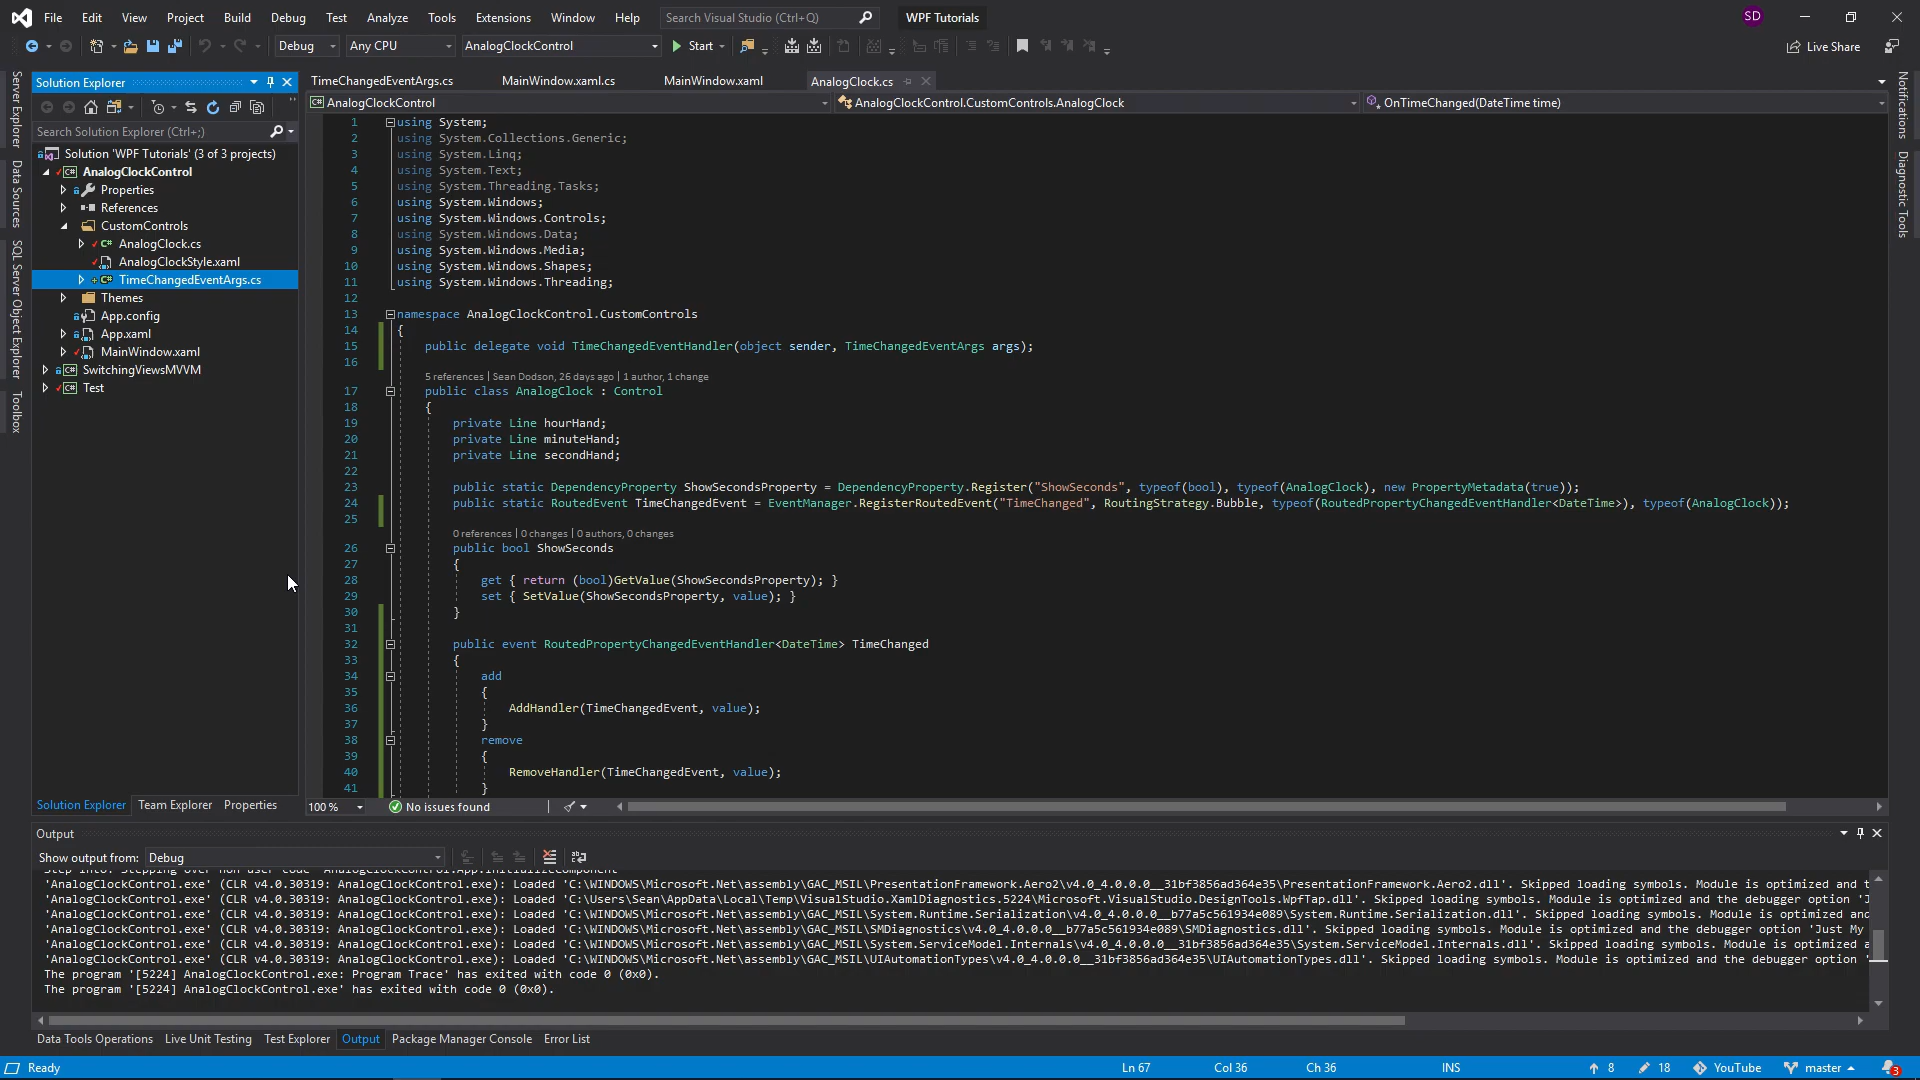 File Edit View Project Build Debug Test Analyze Tools Extensions Window Help Search Visual Studio (Ctrl+Q) WPF Tutorials SD
Debug Any CPU AnalogClockControl Start Live Share
Solution Explorer
TimeChangedEventArgs.cs MainWindow.xaml.cs MainWindow.xaml AnalogClock.cs
AnalogClockControl AnalogClockControl.CustomControls.AnalogClock OnTimeChanged(DateTime time)
Search Solution Explorer (Ctrl+;)
Solution 'WPF Tutorials' (3 of 3 projects)
AnalogClockControl
Properties
References
CustomControls
AnalogClock.cs
AnalogClockStyle.xaml
TimeChangedEventArgs.cs
Themes
App.config
App.xaml
MainWindow.xaml
SwitchingViewsMVVM
Test
Server Explorer
Data Sources
SQL Server Object Explorer
Toolbox
Notifications
Diagnostic Tools
1 using System;
2 using System.Collections.Generic;
3 using System.Linq;
4 using System.Text;
5 using System.Threading.Tasks;
6 using System.Windows;
7 using System.Windows.Controls;
8 using System.Windows.Data;
9 using System.Windows.Media;
10 using System.Windows.Shapes;
11 using System.Windows.Threading;
12
13 namespace AnalogClockControl.CustomControls
14 {
15 public delegate void TimeChangedEventHandler(object sender, TimeChangedEventArgs args);
16
5 references | Sean Dodson, 26 days ago | 1 author, 1 change
17 public class AnalogClock : Control
18 {
19 private Line hourHand;
20 private Line minuteHand;
21 private Line secondHand;
22
23 public static DependencyProperty ShowSecondsProperty = DependencyProperty.Register("ShowSeconds", typeof(bool), typeof(AnalogClock), new PropertyMetadata(true));
24 public static RoutedEvent TimeChangedEvent = EventManager.RegisterRoutedEvent("TimeChanged", RoutingStrategy.Bubble, typeof(RoutedPropertyChangedEventHandler<DateTime>), typeof(AnalogClock));
25
0 references | 0 changes | 0 authors, 0 changes
26 public bool ShowSeconds
27 {
28 get { return (bool)GetValue(ShowSecondsProperty); }
29 set { SetValue(ShowSecondsProperty, value); }
30 }
31
32 public event RoutedPropertyChangedEventHandler<DateTime> TimeChanged
33 {
34 add
35 {
36 AddHandler(TimeChangedEvent, value);
37 }
38 remove
39 {
40 RemoveHandler(TimeChangedEvent, value);
41 }
Solution Explorer Team Explorer Properties 100 % No issues found
Output
Show output from: Debug
'AnalogClockControl.exe' (CLR v4.0.30319: AnalogClockControl.exe): Loaded 'C:\WINDOWS\Microsoft.Net\assembly\GAC_MSIL\PresentationFramework.Aero2\v4.0_4.0.0.0__31bf3856ad364e35\PresentationFramework.Aero2.dll'. Skipped loading symbols. Module is optimized and t
'AnalogClockControl.exe' (CLR v4.0.30319: AnalogClockControl.exe): Loaded 'C:\Users\Sean\AppData\Local\Temp\VisualStudio.XamlDiagnostics.5224\Microsoft.VisualStudio.DesignTools.WpfTap.dll'. Skipped loading symbols. Module is optimized and the debugger option 'J
'AnalogClockControl.exe' (CLR v4.0.30319: AnalogClockControl.exe): Loaded 'C:\WINDOWS\Microsoft.Net\assembly\GAC_MSIL\System.Runtime.Serialization\v4.0_4.0.0.0__b77a5c561934e089\System.Runtime.Serialization.dll'. Skipped loading symbols. Module is optimized and
'AnalogClockControl.exe' (CLR v4.0.30319: AnalogClockControl.exe): Loaded 'C:\WINDOWS\Microsoft.Net\assembly\GAC_MSIL\SMDiagnostics\v4.0_4.0.0.0__b77a5c561934e089\SMDiagnostics.dll'. Skipped loading symbols. Module is optimized and the debugger option 'Just My
'AnalogClockControl.exe' (CLR v4.0.30319: AnalogClockControl.exe): Loaded 'C:\WINDOWS\Microsoft.Net\assembly\GAC_MSIL\System.ServiceModel.Internals\v4.0_4.0.0.0__31bf3856ad364e35\System.ServiceModel.Internals.dll'. Skipped loading symbols. Module is optimized a
'AnalogClockControl.exe' (CLR v4.0.30319: AnalogClockControl.exe): Loaded 'C:\WINDOWS\Microsoft.Net\assembly\GAC_MSIL\UIAutomationTypes\v4.0_4.0.0.0__31bf3856ad364e35\UIAutomationTypes.dll'. Skipped loading symbols. Module is optimized and the debugger option '
The program '[5224] AnalogClockControl.exe: Program Trace' has exited with code 0 (0x0).
The program '[5224] AnalogClockControl.exe' has exited with code 0 (0x0).
Data Tools Operations Live Unit Testing Test Explorer Output Package Manager Console Error List
Ready Ln 67 Col 36 Ch 36 INS 8 18 YouTube master 3